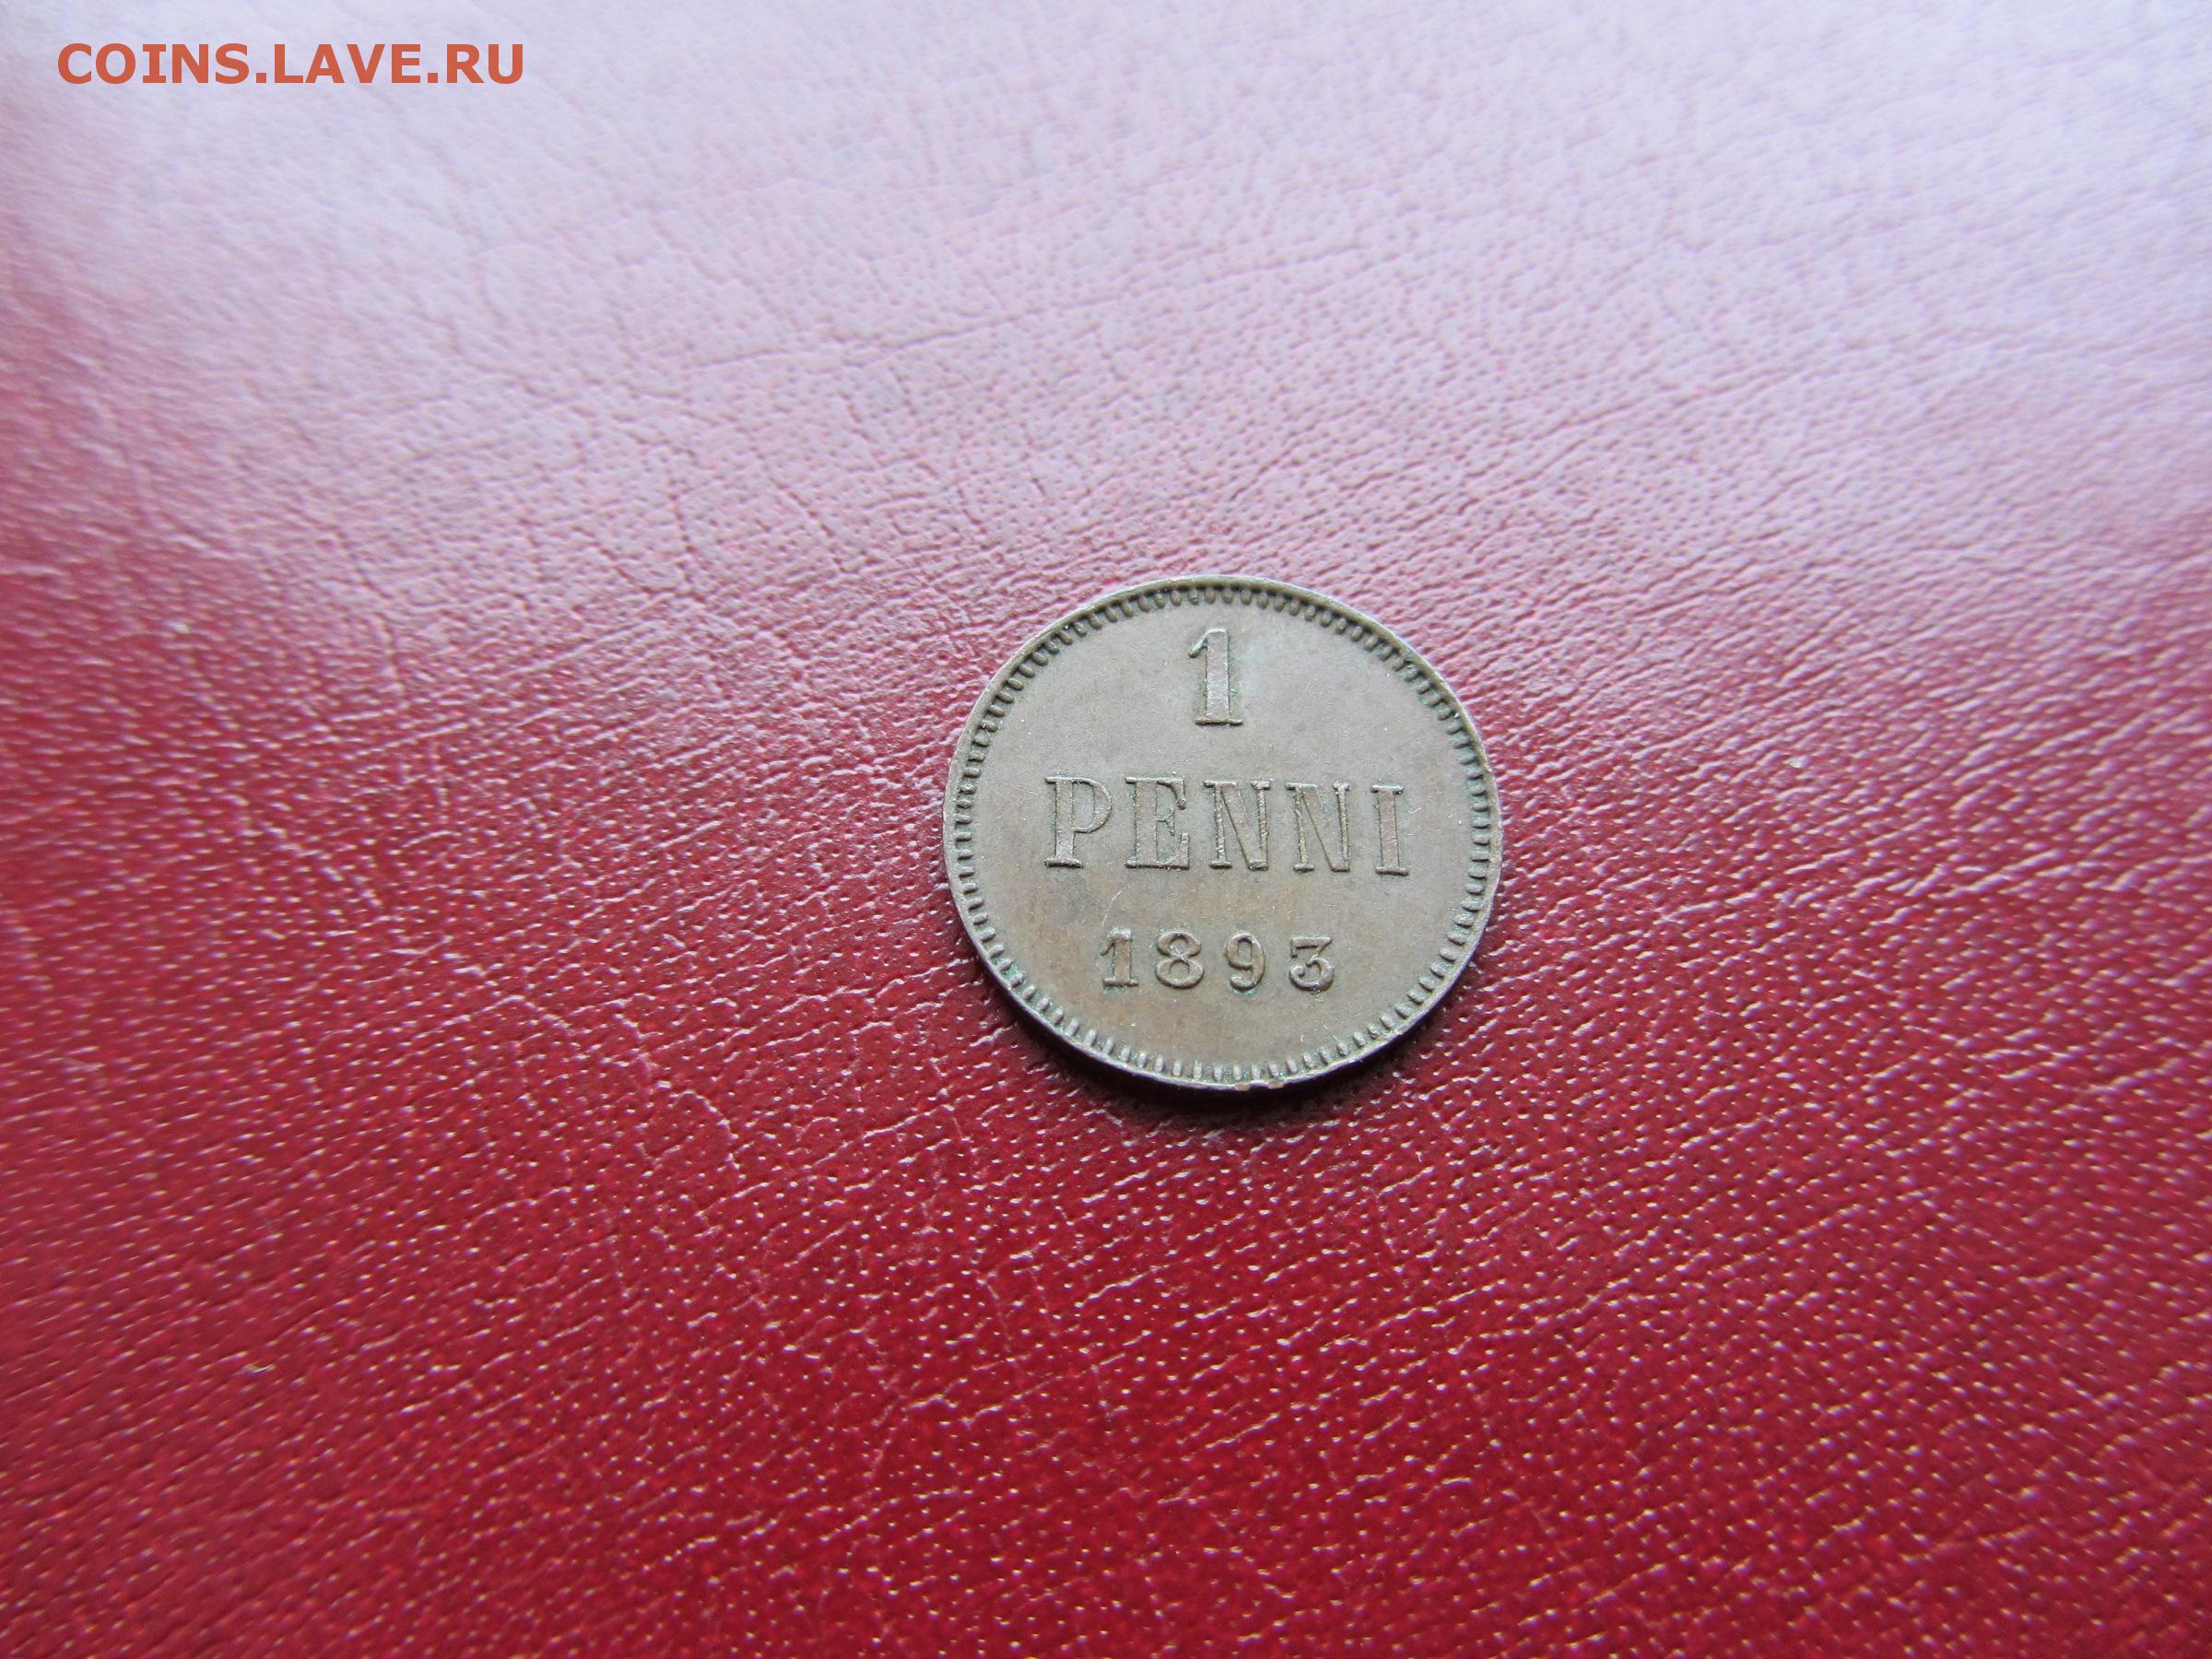 COINS.LAVE.RU
1
PENNI
1893